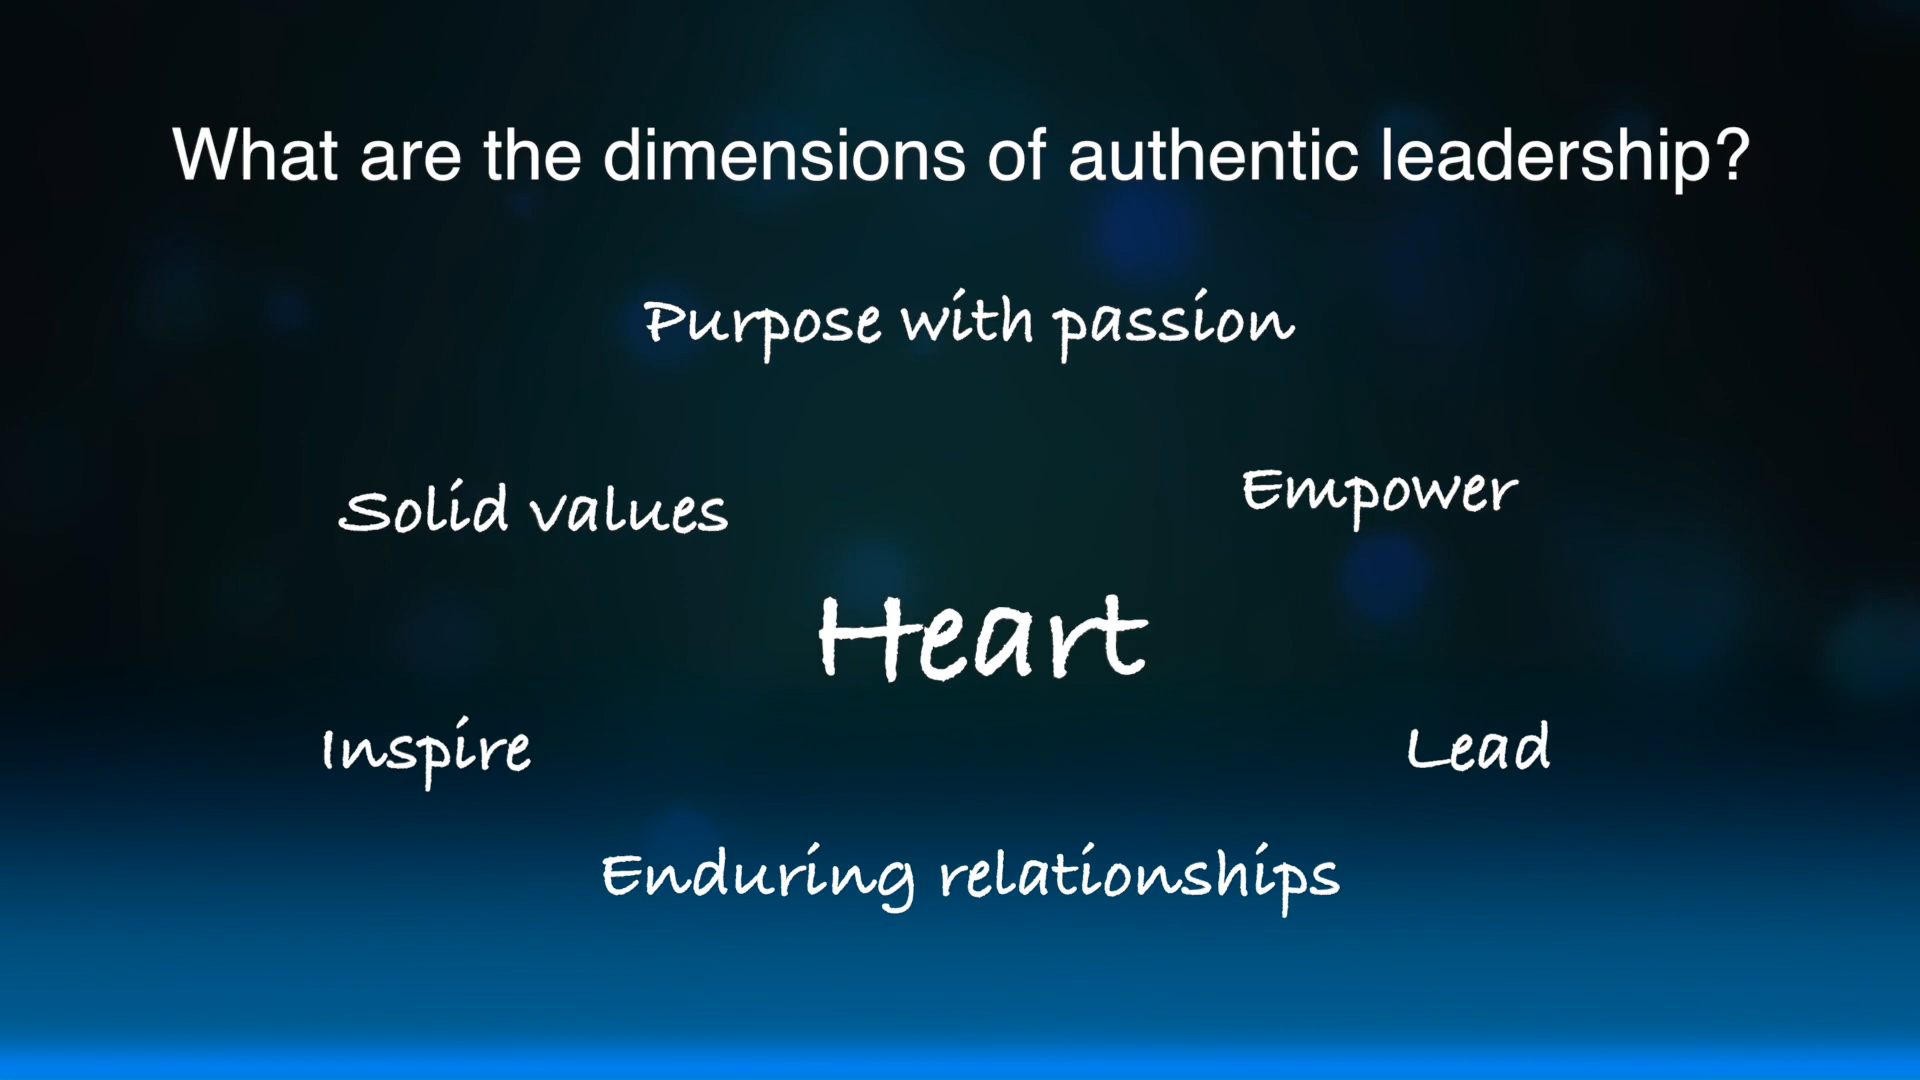 What are the dimensions of authentic leadership?
Purpose with passion
Solid values
Empower
Heart
Inspire
Lead
Enduring relationships